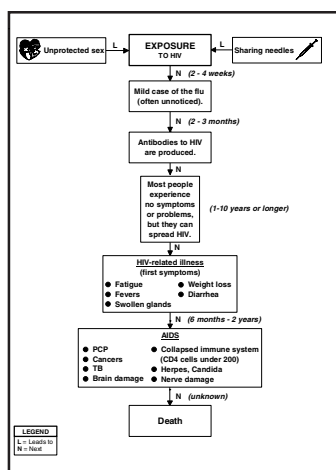 Unprotected sex
L
EXPOSURE
TO HIV
L
Sharing needles
N (2 - 4 weeks)
Mild case of the flu
(often unnoticed).
N (2 - 3 months)
Antibodies to HIV
are produced.
N
Most people
experience
no symptoms
or problems,
but they can
spread HIV.
(1-10 years or longer)
N
HIV-related illness
(first symptoms)
● Fatigue
● Fevers
● Swollen glands
● Weight loss
● Diarrhea
N (6 months - 2 years)
AIDS
● PCP
● Cancers
● TB
● Brain damage
● Collapsed immune system
(CD4 cells under 200)
● Herpes, Candida
● Nerve damage
N (unknown)
Death
LEGEND
L = Leads to
N = Next